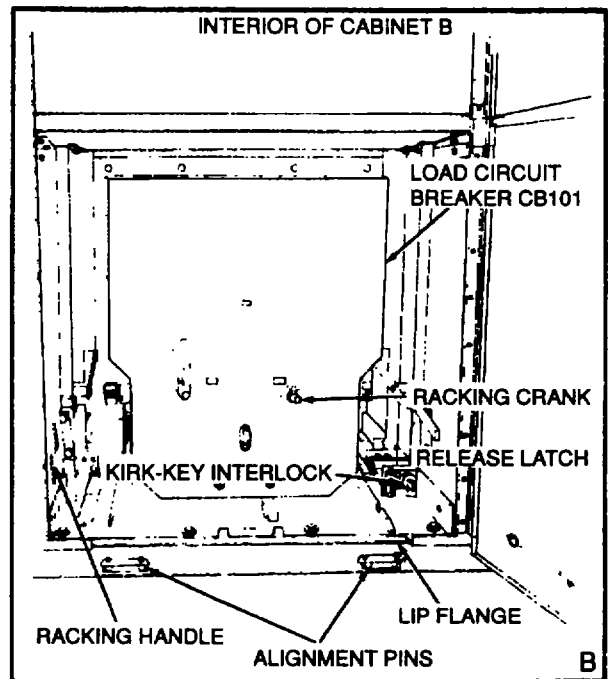 INTERIOR OF CABINET B
LOAD CIRCUIT
BREAKER CB101
RACKING CRANK
RELEASE LATCH
KIRK-KEY INTERLOCK
LIP FLANGE
RACKING HANDLE
ALIGNMENT PINS
B